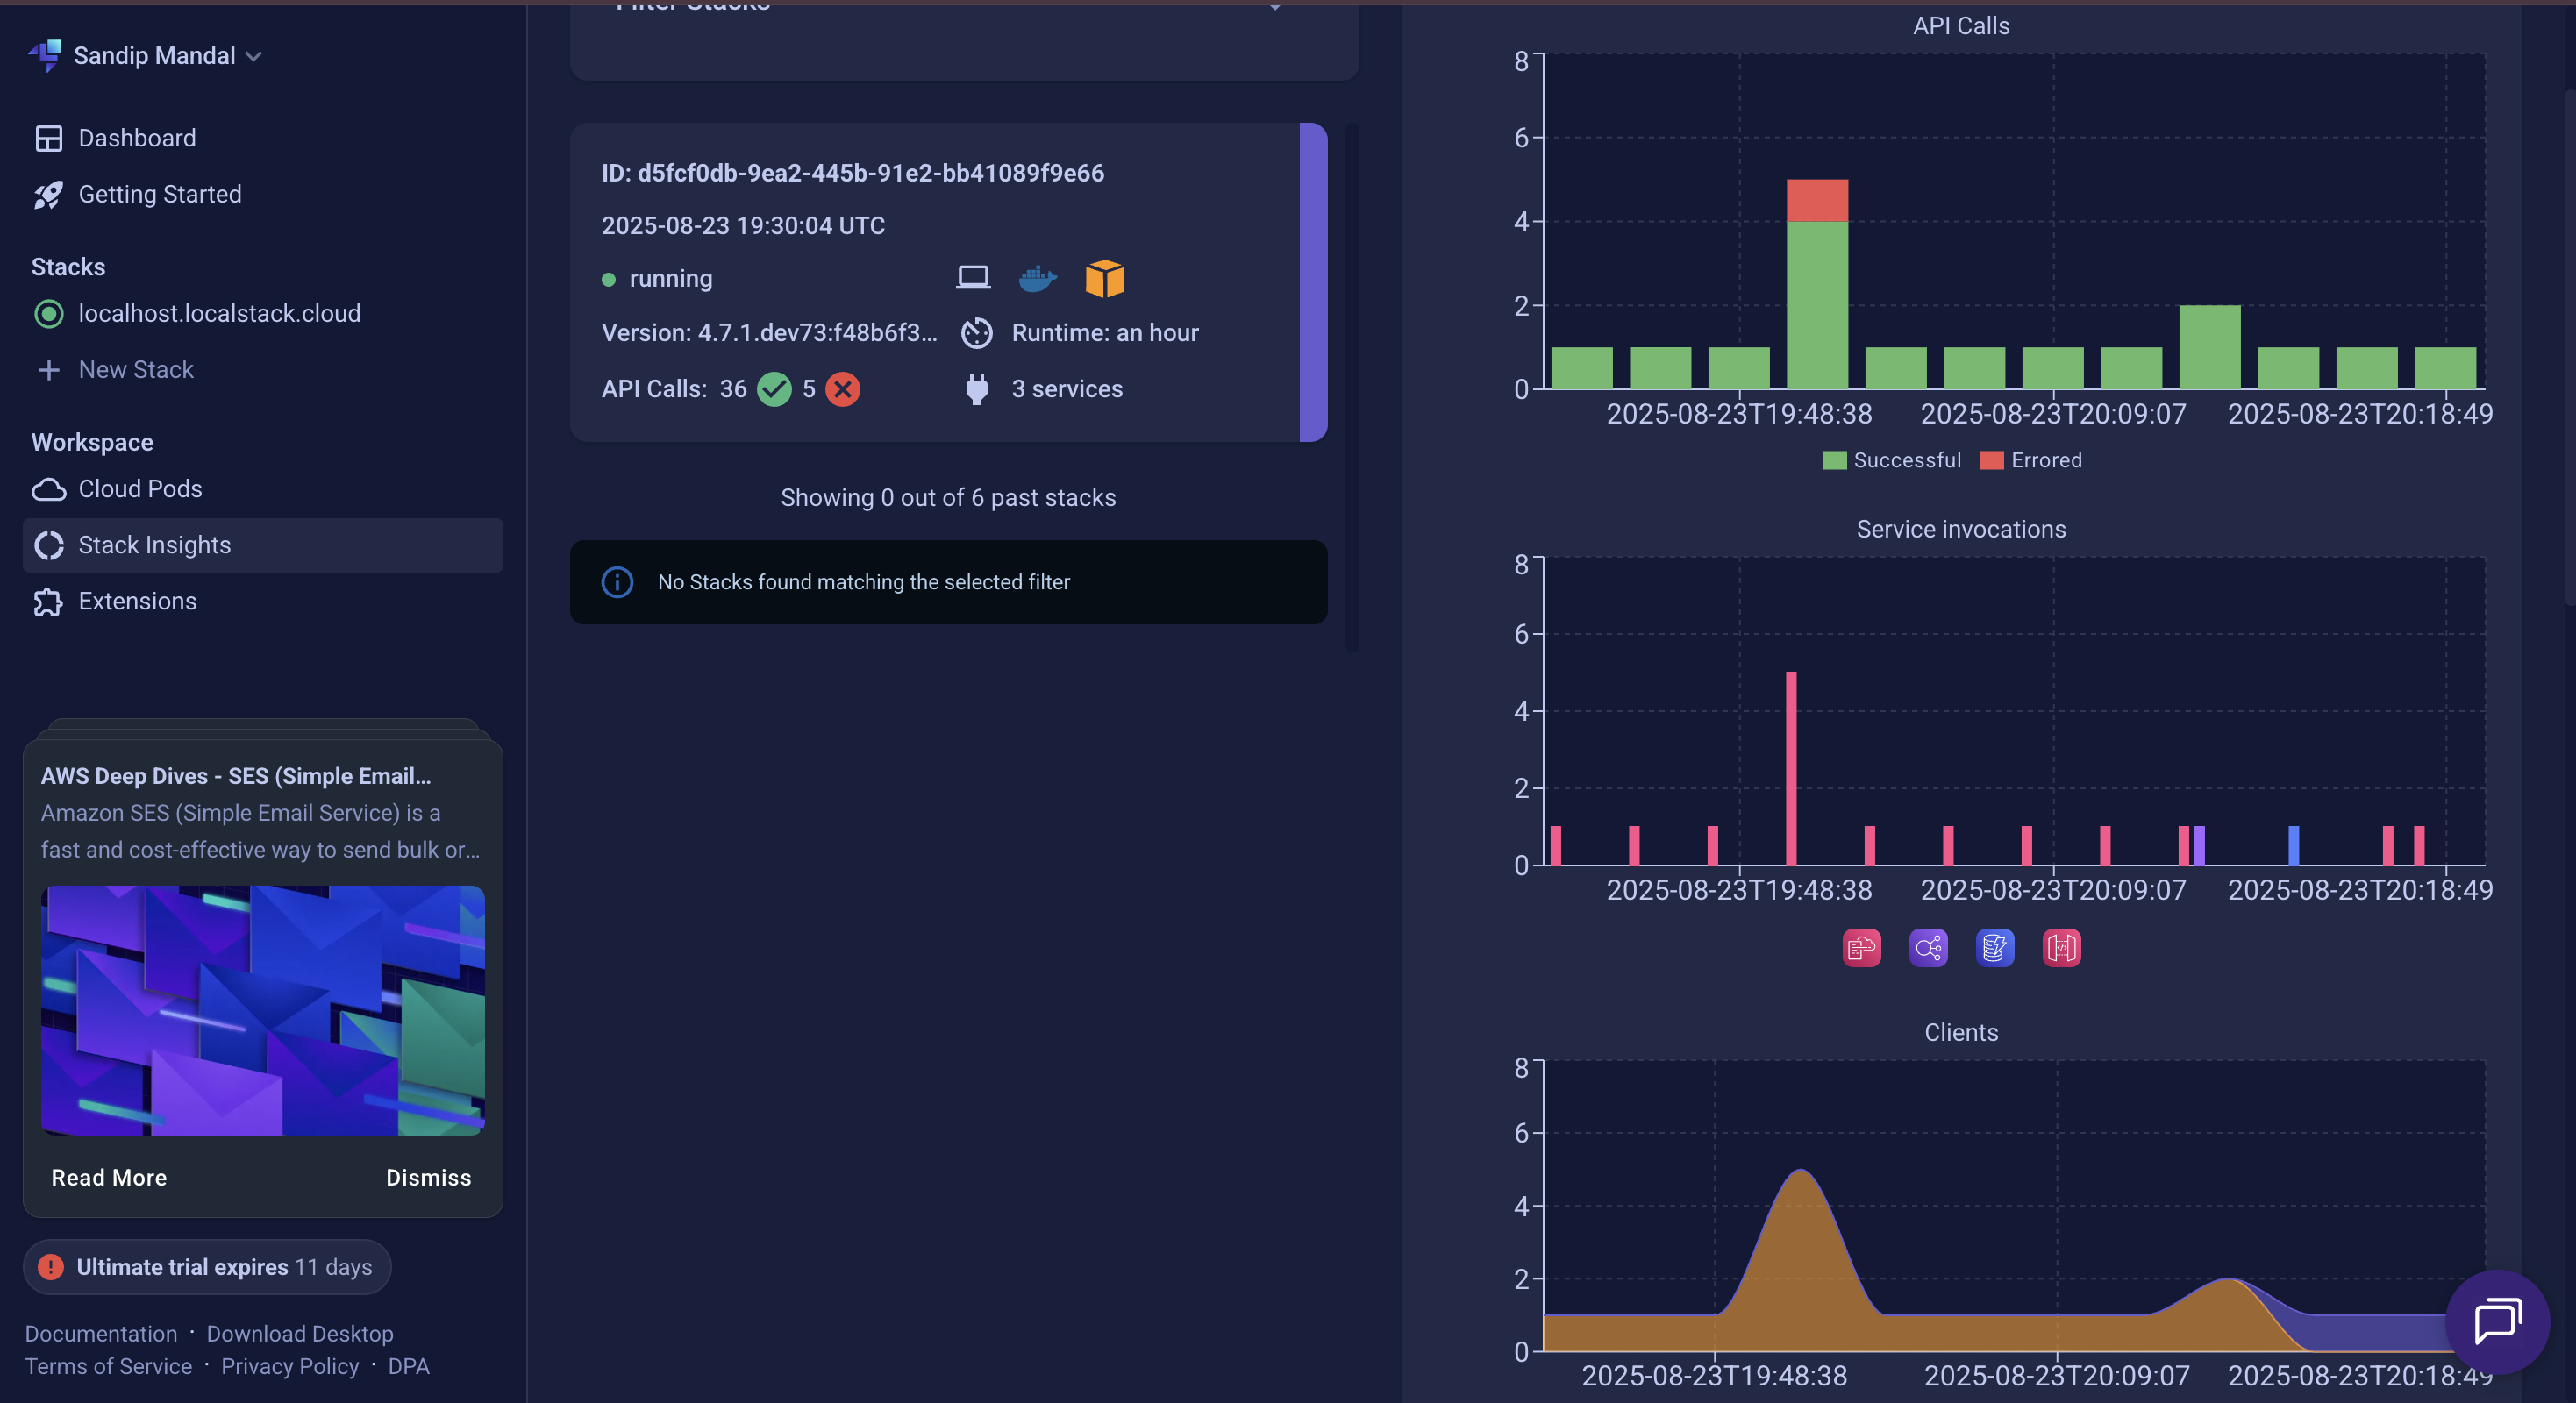 Sandip Mandal
Dashboard
Getting Started
Stacks
localhost.localstack.cloud
New Stack
Workspace
Cloud Pods
Stack Insights
Extensions
AWS Deep Dives - SES (Simple Email...
Amazon SES (Simple Email Service) is a
fast and cost-effective way to send bulk or...
Read More
Dismiss
Ultimate trial expires 11 days
Documentation · Download Desktop
Terms of Service · Privacy Policy · DPA
Filter Stacks
ID: d5fcf0db-9ea2-445b-91e2-bb41089f9e66
2025-08-23 19:30:04 UTC
running
Version: 4.7.1.dev73:f48b6f3...
Runtime: an hour
API Calls: 36 5
3 services
Showing 0 out of 6 past stacks
No Stacks found matching the selected filter
API Calls
8
6
4
2
0
2025-08-23T19:48:38 2025-08-23T20:09:07 2025-08-23T20:18:49
Successful Errored
Service invocations
8
6
4
2
0
2025-08-23T19:48:38 2025-08-23T20:09:07 2025-08-23T20:18:49
Clients
8
6
4
2
0
2025-08-23T19:48:38 2025-08-23T20:09:07 2025-08-23T20:18:49